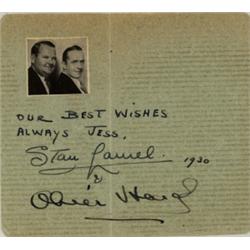 OUR BEST WISHES
ALWAYS JESS.
Stan Laurel. 1930
&
Oliver Hardy